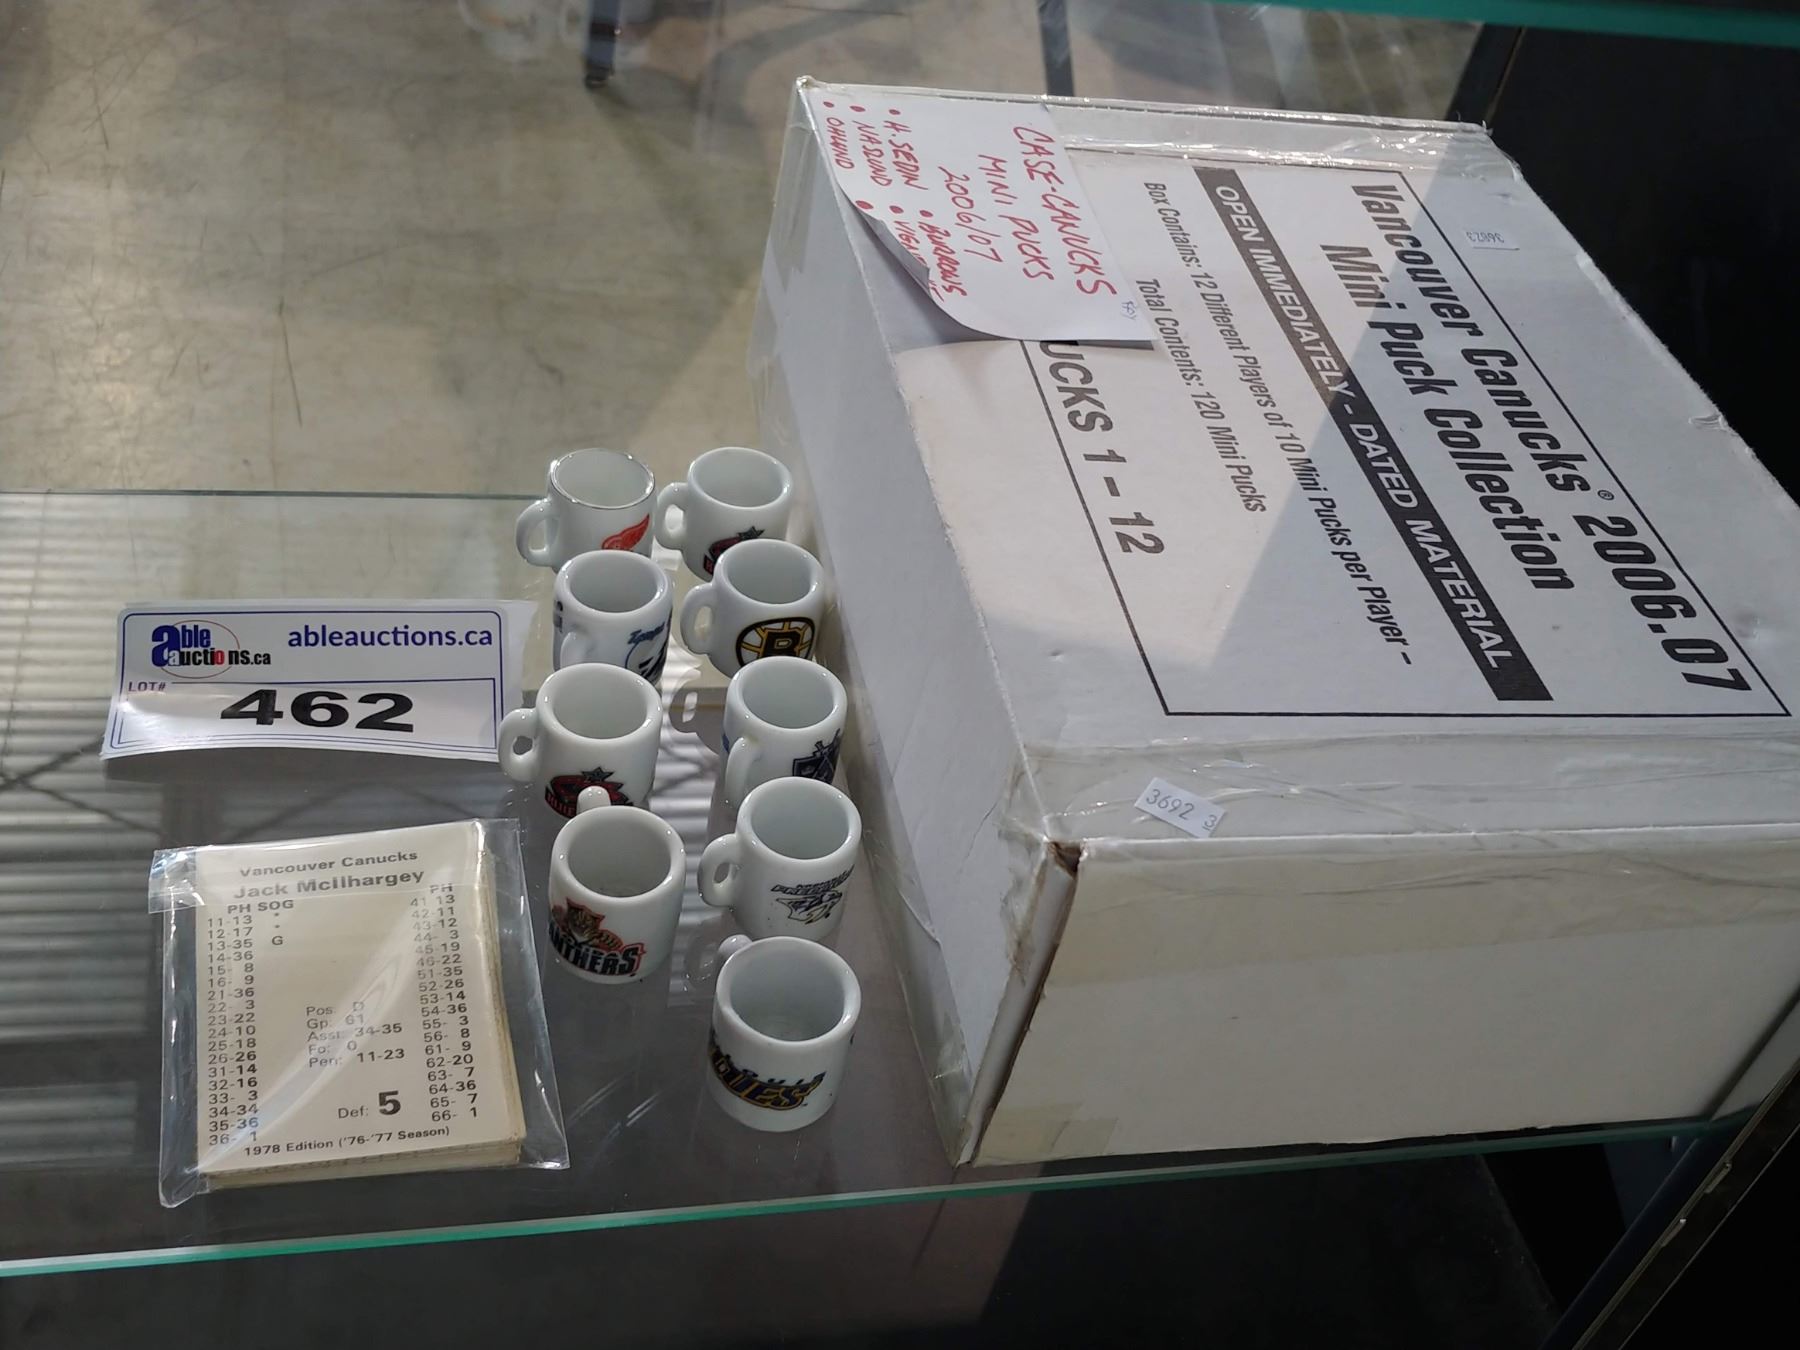 able auctions.ca
ableauctions.ca
LOT#
462
Vancouver Canucks
Jack McIlhargey
PH SOG
11-13 *
12-17 *
13-35 G
14-36
15- 8
16- 9
21-36
22- 3
23-22
24-10
25-18
26-26
31-14
32-16
33- 3
34-34
35-36
36- 1
Pos: D
Gp: 61
Asst: 34-35
Fo: 0
Pen: 11-23
Def: 5
PH
41-13
42-11
43-12
44- 3
45-19
46-22
51-35
52-26
53-14
54-36
55- 3
56- 8
61- 9
62-20
63- 7
64-36
65- 7
66- 1
1978 Edition ('76-'77 Season)
B
PANTHERS
Vancouver Canucks® 2006.07
Mini Puck Collection
OPEN IMMEDIATELY - DATED MATERIAL
Box Contains: 12 Different Players of 10 Mini Pucks per Player -
Total Contents: 120 Mini Pucks
UCKS 1 - 12
CASE-CANUCKS
MINI PUCKS
2006/07
• H. SEDIN • BURROWS
• NASLUND
• OHLUND
3692
36823